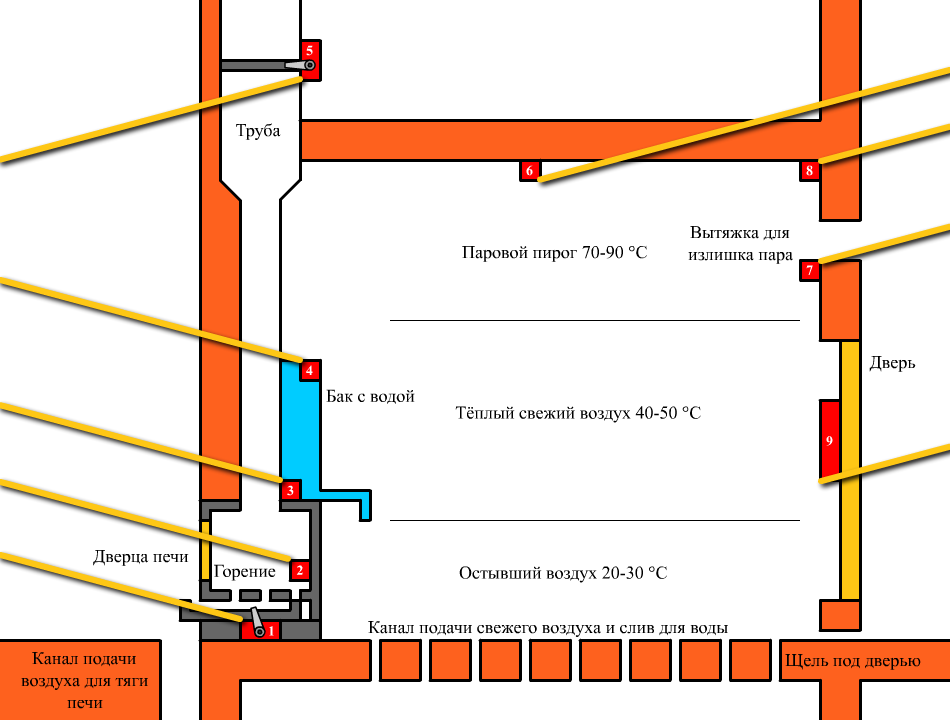 5
Труба
6
8
Вытяжка для
излишка пара
Паровой пирог 70-90 °C
7
Дверь
4
Бак с водой
Тёплый свежий воздух 40-50 °C
9
3
Дверца печи
Горение
2
Остывший воздух 20-30 °C
1
Канал подачи свежего воздуха и слив для воды
Канал подачи
воздуха для тяги
печи
Щель под дверью